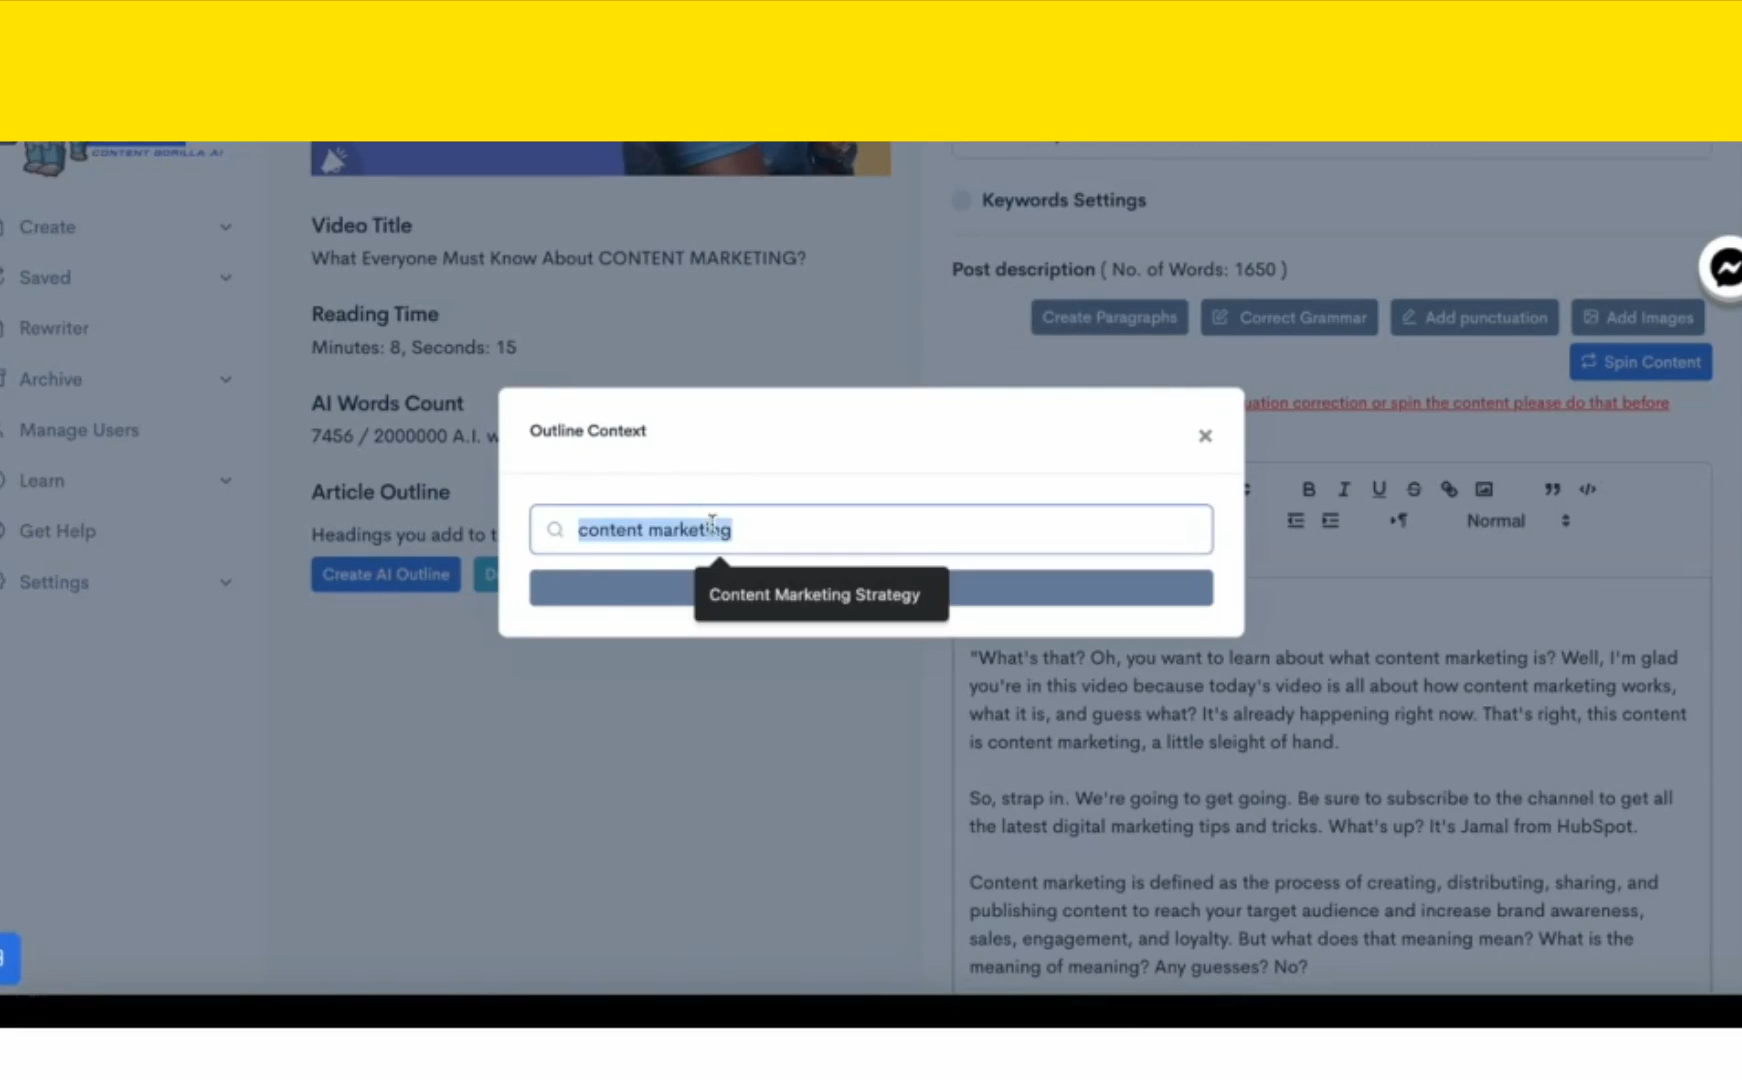 CONTENT GORILLA AI
Create
Saved
Rewriter
Archive
Manage Users
Learn
Get Help
Settings
Video Title
What Everyone Must Know About CONTENT MARKETING?
Reading Time
Minutes: 8, Seconds: 15
AI Words Count
7456 / 2000000 A.I. w
Article Outline
Headings you add to t
Create AI Outline
Outline Context
content marketing
Content Marketing Strategy
Keywords Settings
Post description ( No. of Words: 1650 )
Create Paragraphs
Correct Grammar
Add punctuation
Add Images
Spin Content
uation correction or spin the content please do that before
Normal
"What's that? Oh, you want to learn about what content marketing is? Well, I'm glad
you're in this video because today's video is all about how content marketing works,
what it is, and guess what? It's already happening right now. That's right, this content
is content marketing, a little sleight of hand.
So, strap in. We're going to get going. Be sure to subscribe to the channel to get all
the latest digital marketing tips and tricks. What's up? It's Jamal from HubSpot.
Content marketing is defined as the process of creating, distributing, sharing, and
publishing content to reach your target audience and increase brand awareness,
sales, engagement, and loyalty. But what does that meaning mean? What is the
meaning of meaning? Any guesses? No?